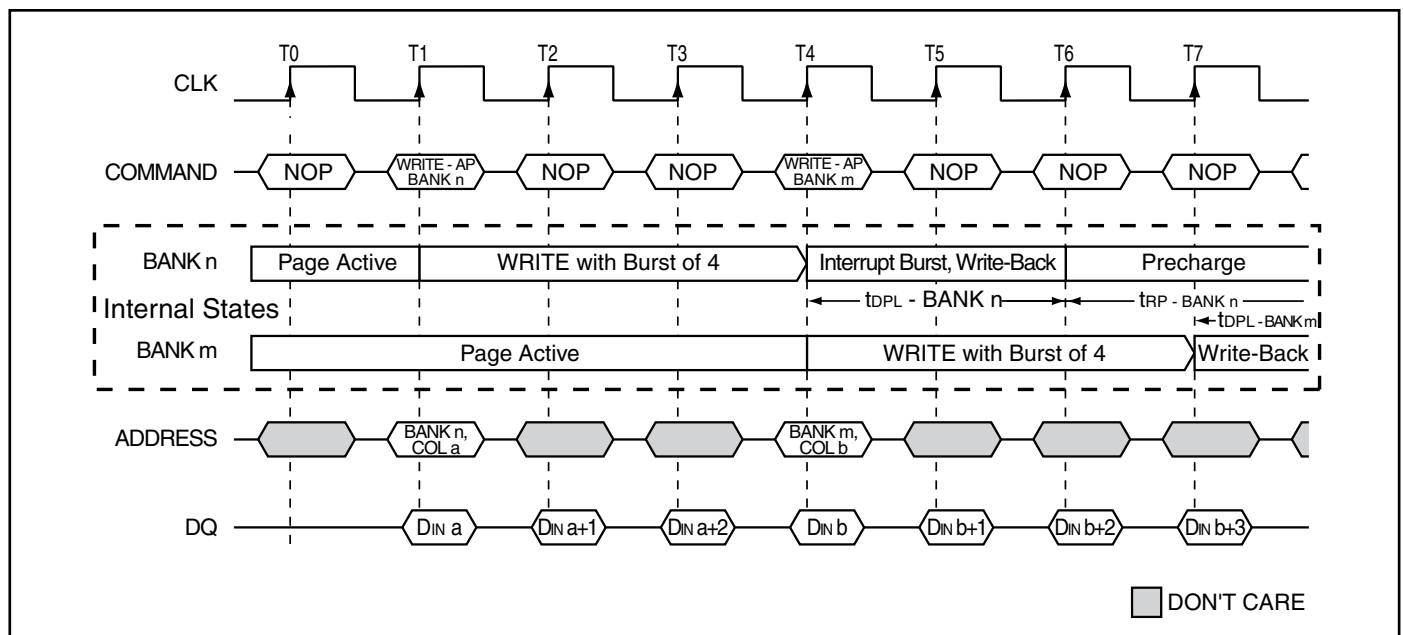 T0 T1 T2 T3 T4 T5 T6 T7
CLK
COMMAND NOP WRITE - AP BANK n NOP NOP WRITE - AP BANK m NOP NOP NOP
BANK n Page Active WRITE with Burst of 4 Interrupt Burst, Write-Back Precharge
tDPL - BANK n tRP - BANK n
Internal States
tDPL - BANK m
BANK m Page Active WRITE with Burst of 4 Write-Back
ADDRESS BANK n, COL a BANK m, COL b
DQ DIN a DIN a+1 DIN a+2 DIN b DIN b+1 DIN b+2 DIN b+3
DON'T CARE